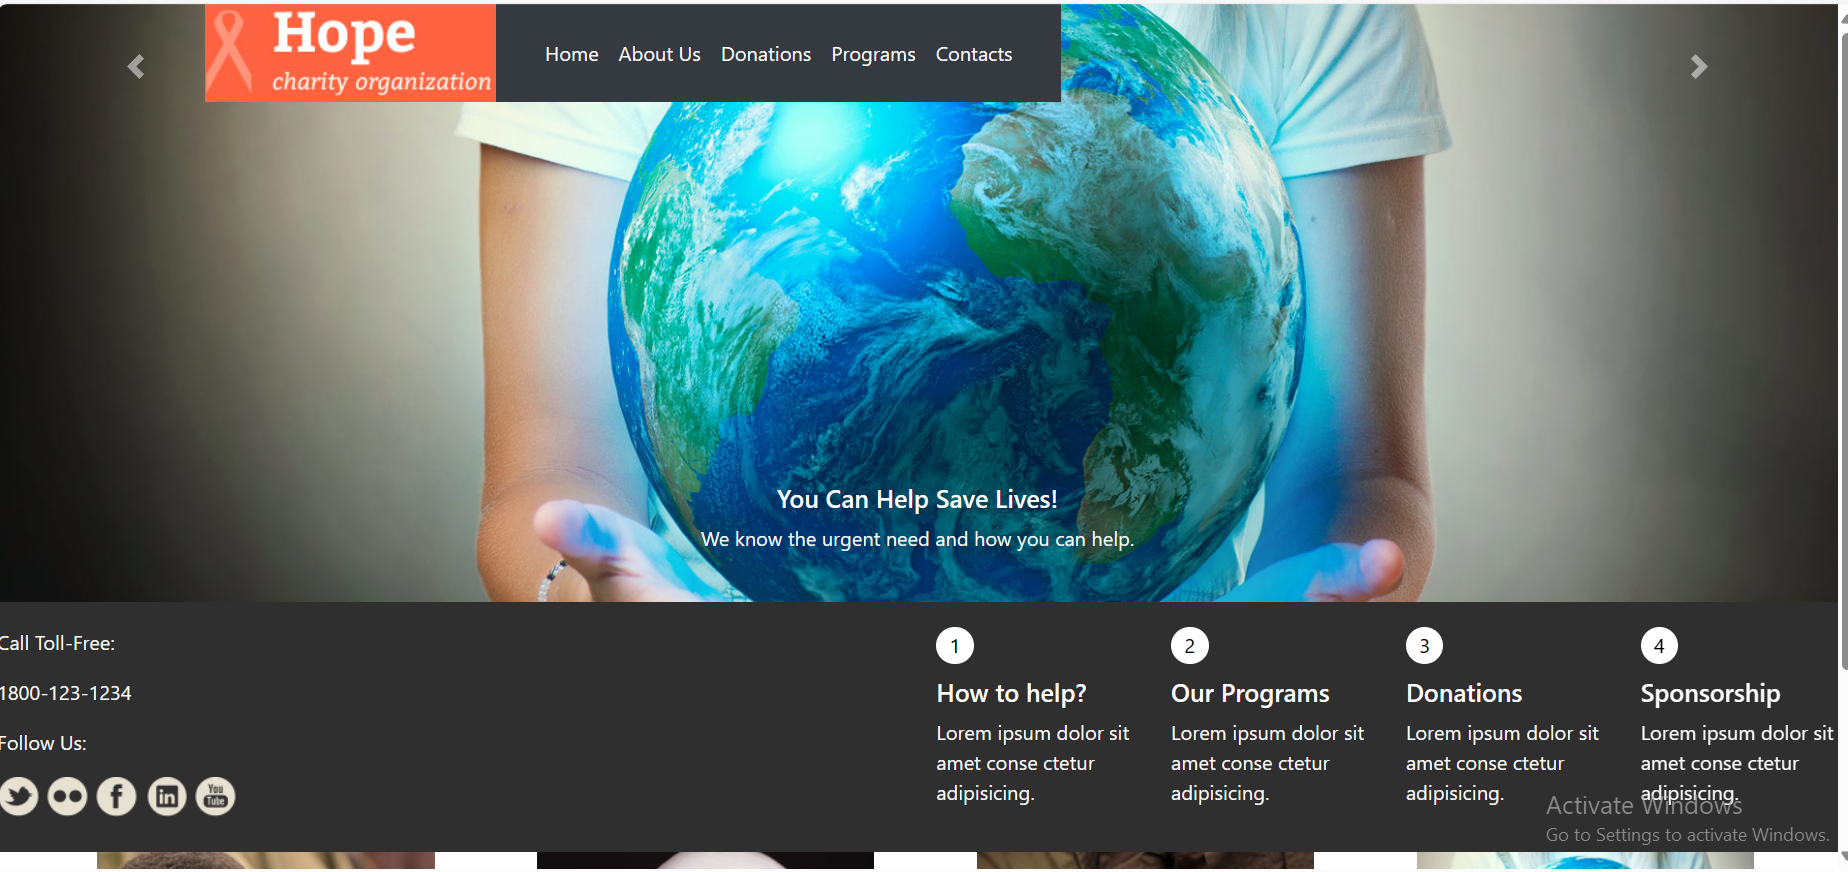 Hope
charity organization
Home About Us Donations Programs Contacts
You Can Help Save Lives!
We know the urgent need and how you can help.
Call Toll-Free:
1800-123-1234
Follow Us:
in
You
Tube
1
How to help?
Lorem ipsum dolor sit
amet conse ctetur
adipisicing.
2
Our Programs
Lorem ipsum dolor sit
amet conse ctetur
adipisicing.
3
Donations
Lorem ipsum dolor sit
amet conse ctetur
adipisicing.
4
Sponsorship
Lorem ipsum dolor sit
amet conse ctetur
adipisicing.
Activate Windows
Go to Settings to activate Windows.